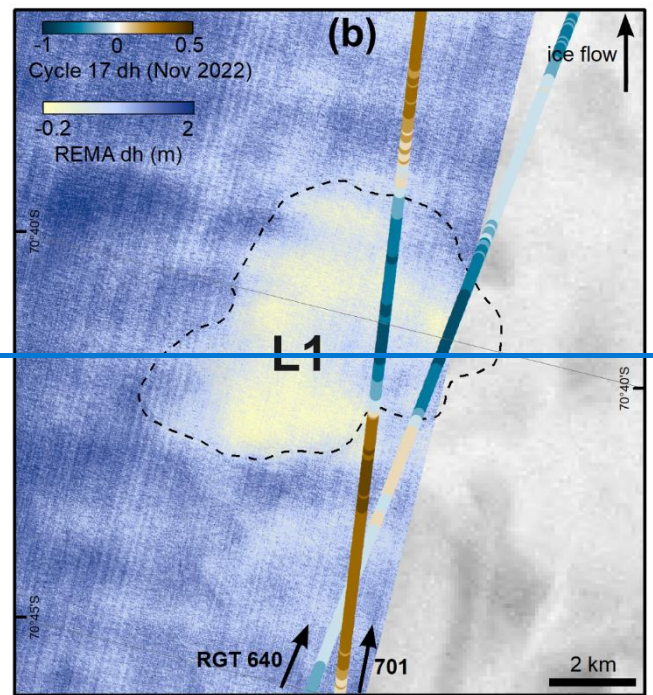 (b)
-1 0 0.5
Cycle 17 dh (Nov 2022)
-0.2 2
REMA dh (m)
ice flow
70°40'S
L1
70°40'S
70°45'S
RGT 640
701
2 km